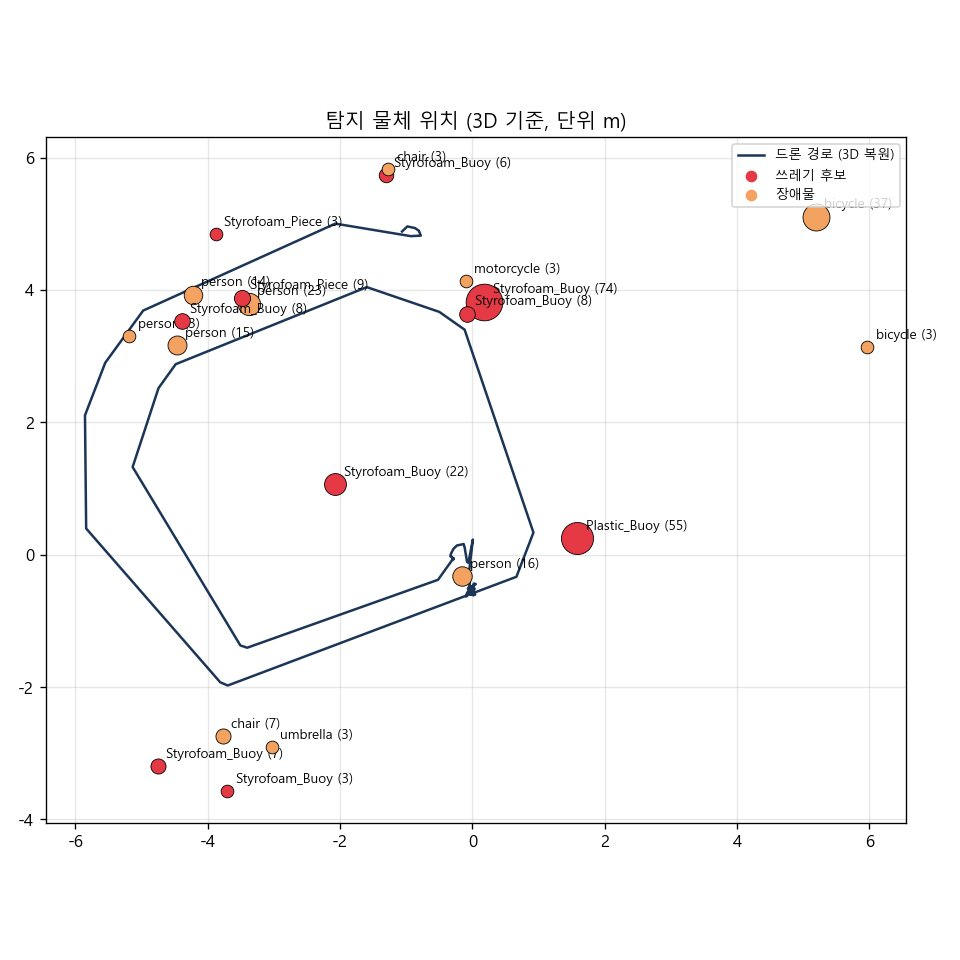 탐지 물체 위치 (3D 기준, 단위 m)
드론 경로 (3D 복원)
쓰레기 후보
장애물
chair (3)
Styrofoam_Buoy (6)
bicycle (37)
Styrofoam_Piece (3)
motorcycle (3)
person (14)
Styrofoam_Piece (9)
person (23)
Styrofoam_Buoy (74)
Styrofoam_Buoy (8)
Styrofoam_Buoy (8)
person (3)
person (15)
bicycle (3)
Styrofoam_Buoy (22)
Plastic_Buoy (55)
person (16)
chair (7)
umbrella (3)
Styrofoam_Buoy (7)
Styrofoam_Buoy (3)
6
4
2
0
-2
-4
-6 -4 -2 0 2 4 6